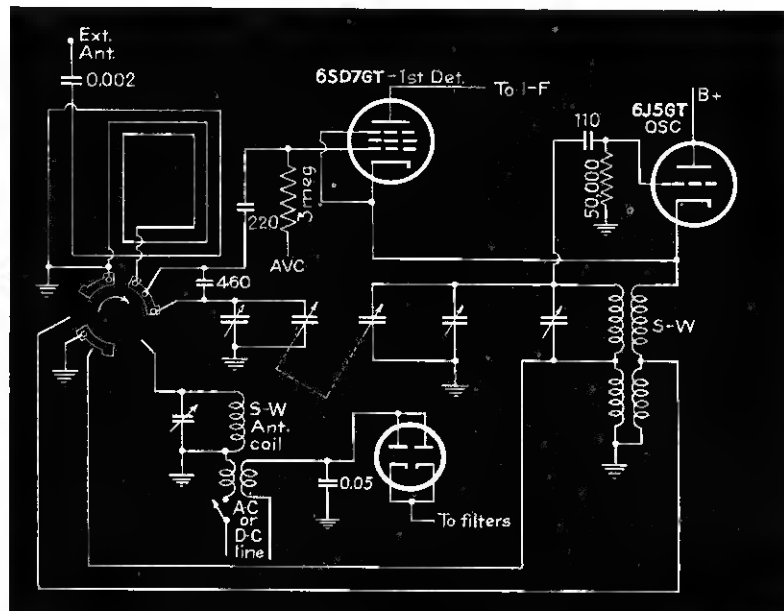 Ext.
Ant.
0.002
6SD7GT-1st Det.
To I-F
110
6J5GT
OSC
B+
50,000
220
3 meg
AVC
460
S-W
S-W
Ant.
coil
0.05
A-C
or
D-C
line
To filters